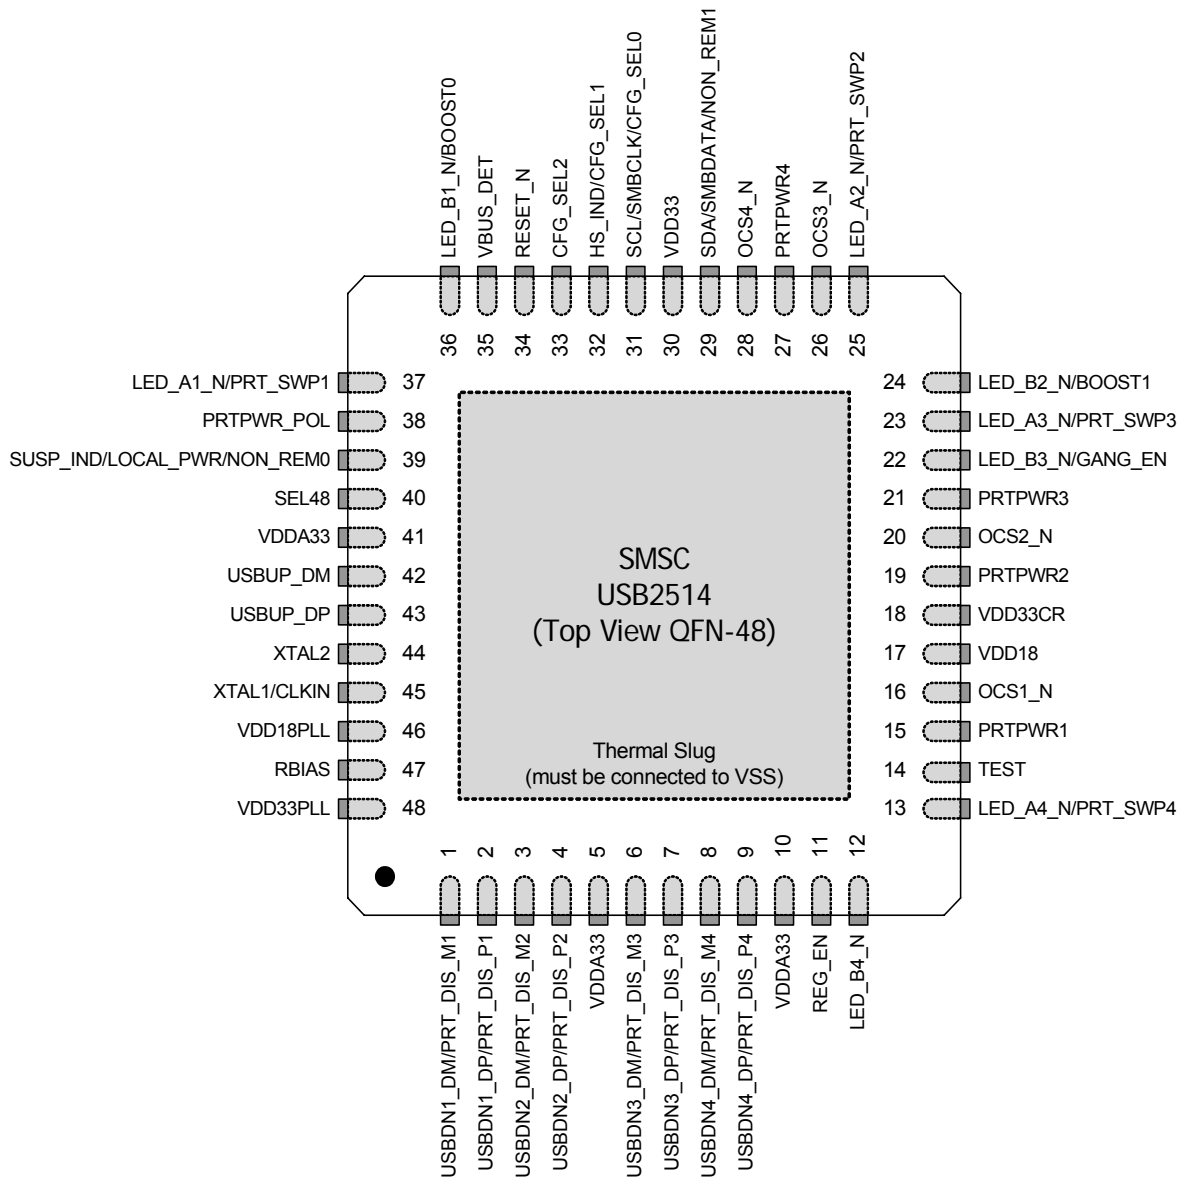 LED_B1_N/BOOST0
VBUS_DET
RESET_N
CFG_SEL2
HS_IND/CFG_SEL1
SCL/SMBCLK/CFG_SEL0
VDD33
SDA/SMBDATA/NON_REM1
OCS4_N
PRTPWR4
OCS3_N
LED_A2_N/PRT_SWP2
36
35
34
33
32
31
30
29
28
27
26
25
LED_A1_N/PRT_SWP1 37
PRTPWR_POL 38
SUSP_IND/LOCAL_PWR/NON_REM0 39
SEL48 40
VDDA33 41
USBUP_DM 42
USBUP_DP 43
XTAL2 44
XTAL1/CLKIN 45
VDD18PLL 46
RBIAS 47
VDD33PLL 48
SMSC
USB2514
(Top View QFN-48)
Thermal Slug
(must be connected to VSS)
24 LED_B2_N/BOOST1
23 LED_A3_N/PRT_SWP3
22 LED_B3_N/GANG_EN
21 PRTPWR3
20 OCS2_N
19 PRTPWR2
18 VDD33CR
17 VDD18
16 OCS1_N
15 PRTPWR1
14 TEST
13 LED_A4_N/PRT_SWP4
1
2
3
4
5
6
7
8
9
10
11
12
USBDN1_DM/PRT_DIS_M1
USBDN1_DP/PRT_DIS_P1
USBDN2_DM/PRT_DIS_M2
USBDN2_DP/PRT_DIS_P2
VDDA33
USBDN3_DM/PRT_DIS_M3
USBDN3_DP/PRT_DIS_P3
USBDN4_DM/PRT_DIS_M4
USBDN4_DP/PRT_DIS_P4
VDDA33
REG_EN
LED_B4_N